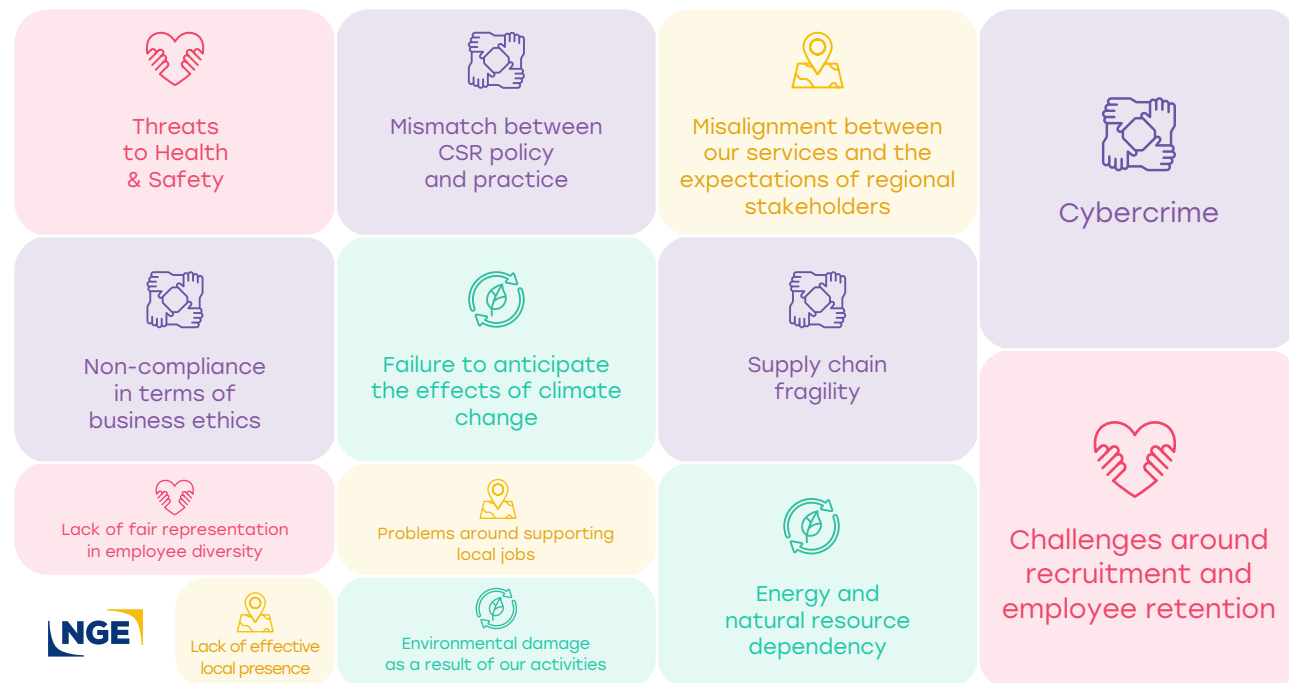 Threats
to Health
& Safety
Mismatch between
CSR policy
and practice
Misalignment between
our services and the
expectations of regional
stakeholders
Cybercrime
Non-compliance
in terms of
business ethics
Failure to anticipate
the effects of climate
change
Supply chain
fragility
Challenges around
recruitment and
employee retention
Lack of fair representation
in employee diversity
Problems around supporting
local jobs
Energy and
natural resource
dependency
NGE
Lack of effective
local presence
Environmental damage
as a result of our activities